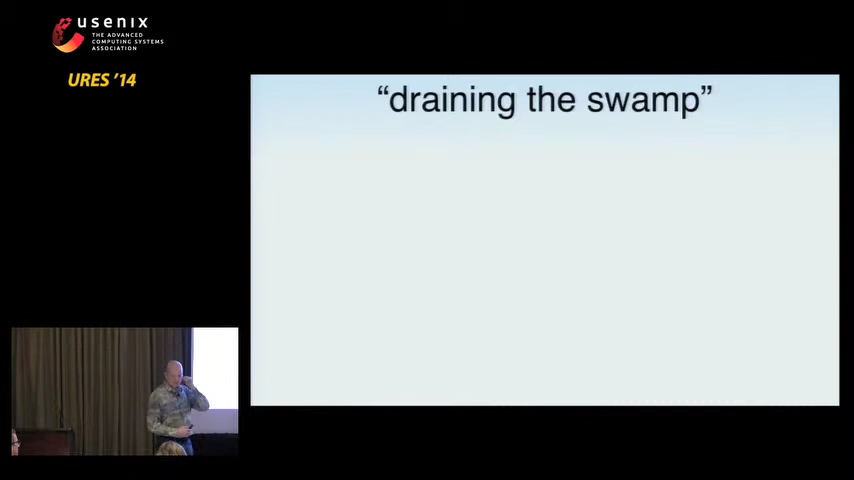 usenix
THE ADVANCED
COMPUTING SYSTEMS
ASSOCIATION
URES '14
“draining the swamp”